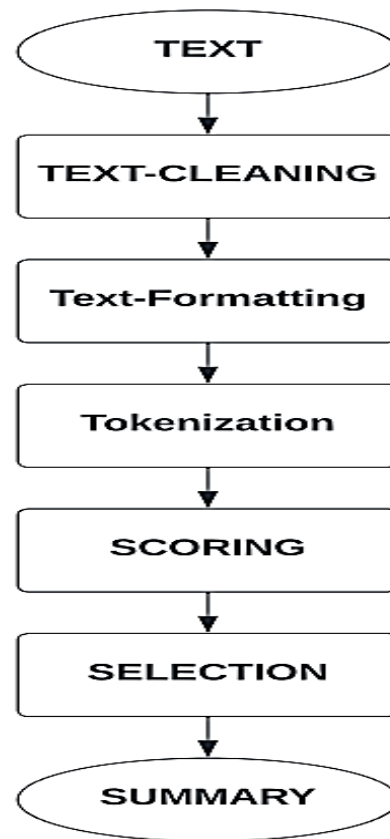 TEXT
TEXT-CLEANING
Text-Formatting
Tokenization
SCORING
SELECTION
SUMMARY